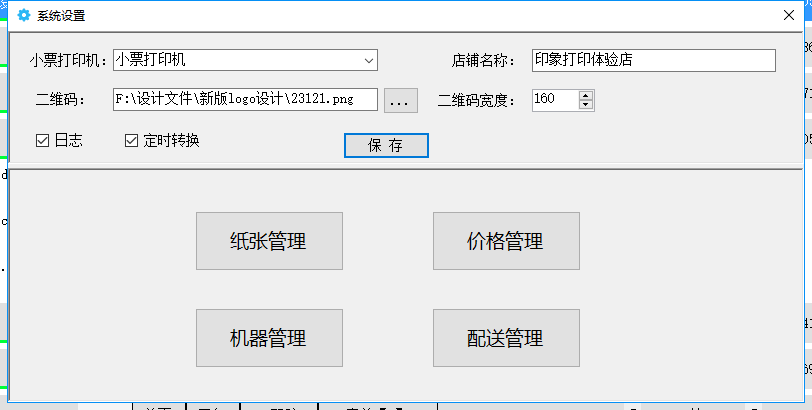 系统设置
小票打印机： 小票打印机 店铺名称： 印象打印体验店
二维码： F:\设计文件\新版logo设计\23121.png ... 二维码宽度： 160
日志 定时转换 保 存
纸张管理 价格管理
机器管理 配送管理